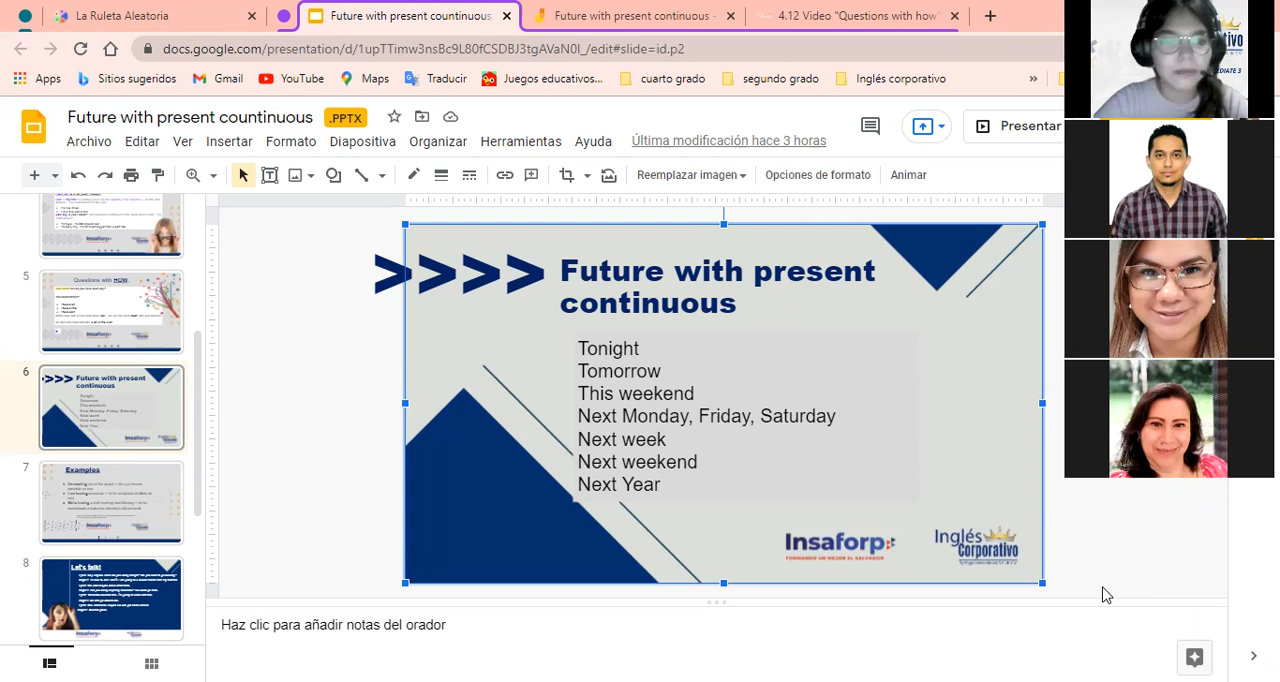 La Ruleta Aleatoria
Future with present countinuous
Future with present continuous -
4.12 Video "Questions with how"
docs.google.com/presentation/d/1upTTimw3nsBc9L80fCSDBJ3tgAVaN0I_/edit#slide=id.p2
Apps
Sitios sugeridos
Gmail
YouTube
Maps
Traducir
Juegos educativos...
cuarto grado
segundo grado
Inglés corporativo
Future with present countinuous
.PPTX
Archivo
Editar
Ver
Insertar
Formato
Diapositiva
Organizar
Herramientas
Ayuda
Última modificación hace 3 horas
Presentar
Reemplazar imagen
Opciones de formato
Animar
5
Questions with HOW.
6
Future with present
continuous
7
Examples
8
Let's talk!
>>>> Future with present
continuous
Tonight
Tomorrow
This weekend
Next Monday, Friday, Saturday
Next week
Next weekend
Next Year
Insaforp
FORMANDO UN MEJOR EL SALVADOR
Inglés
Corporativo
Haz clic para añadir notas del orador